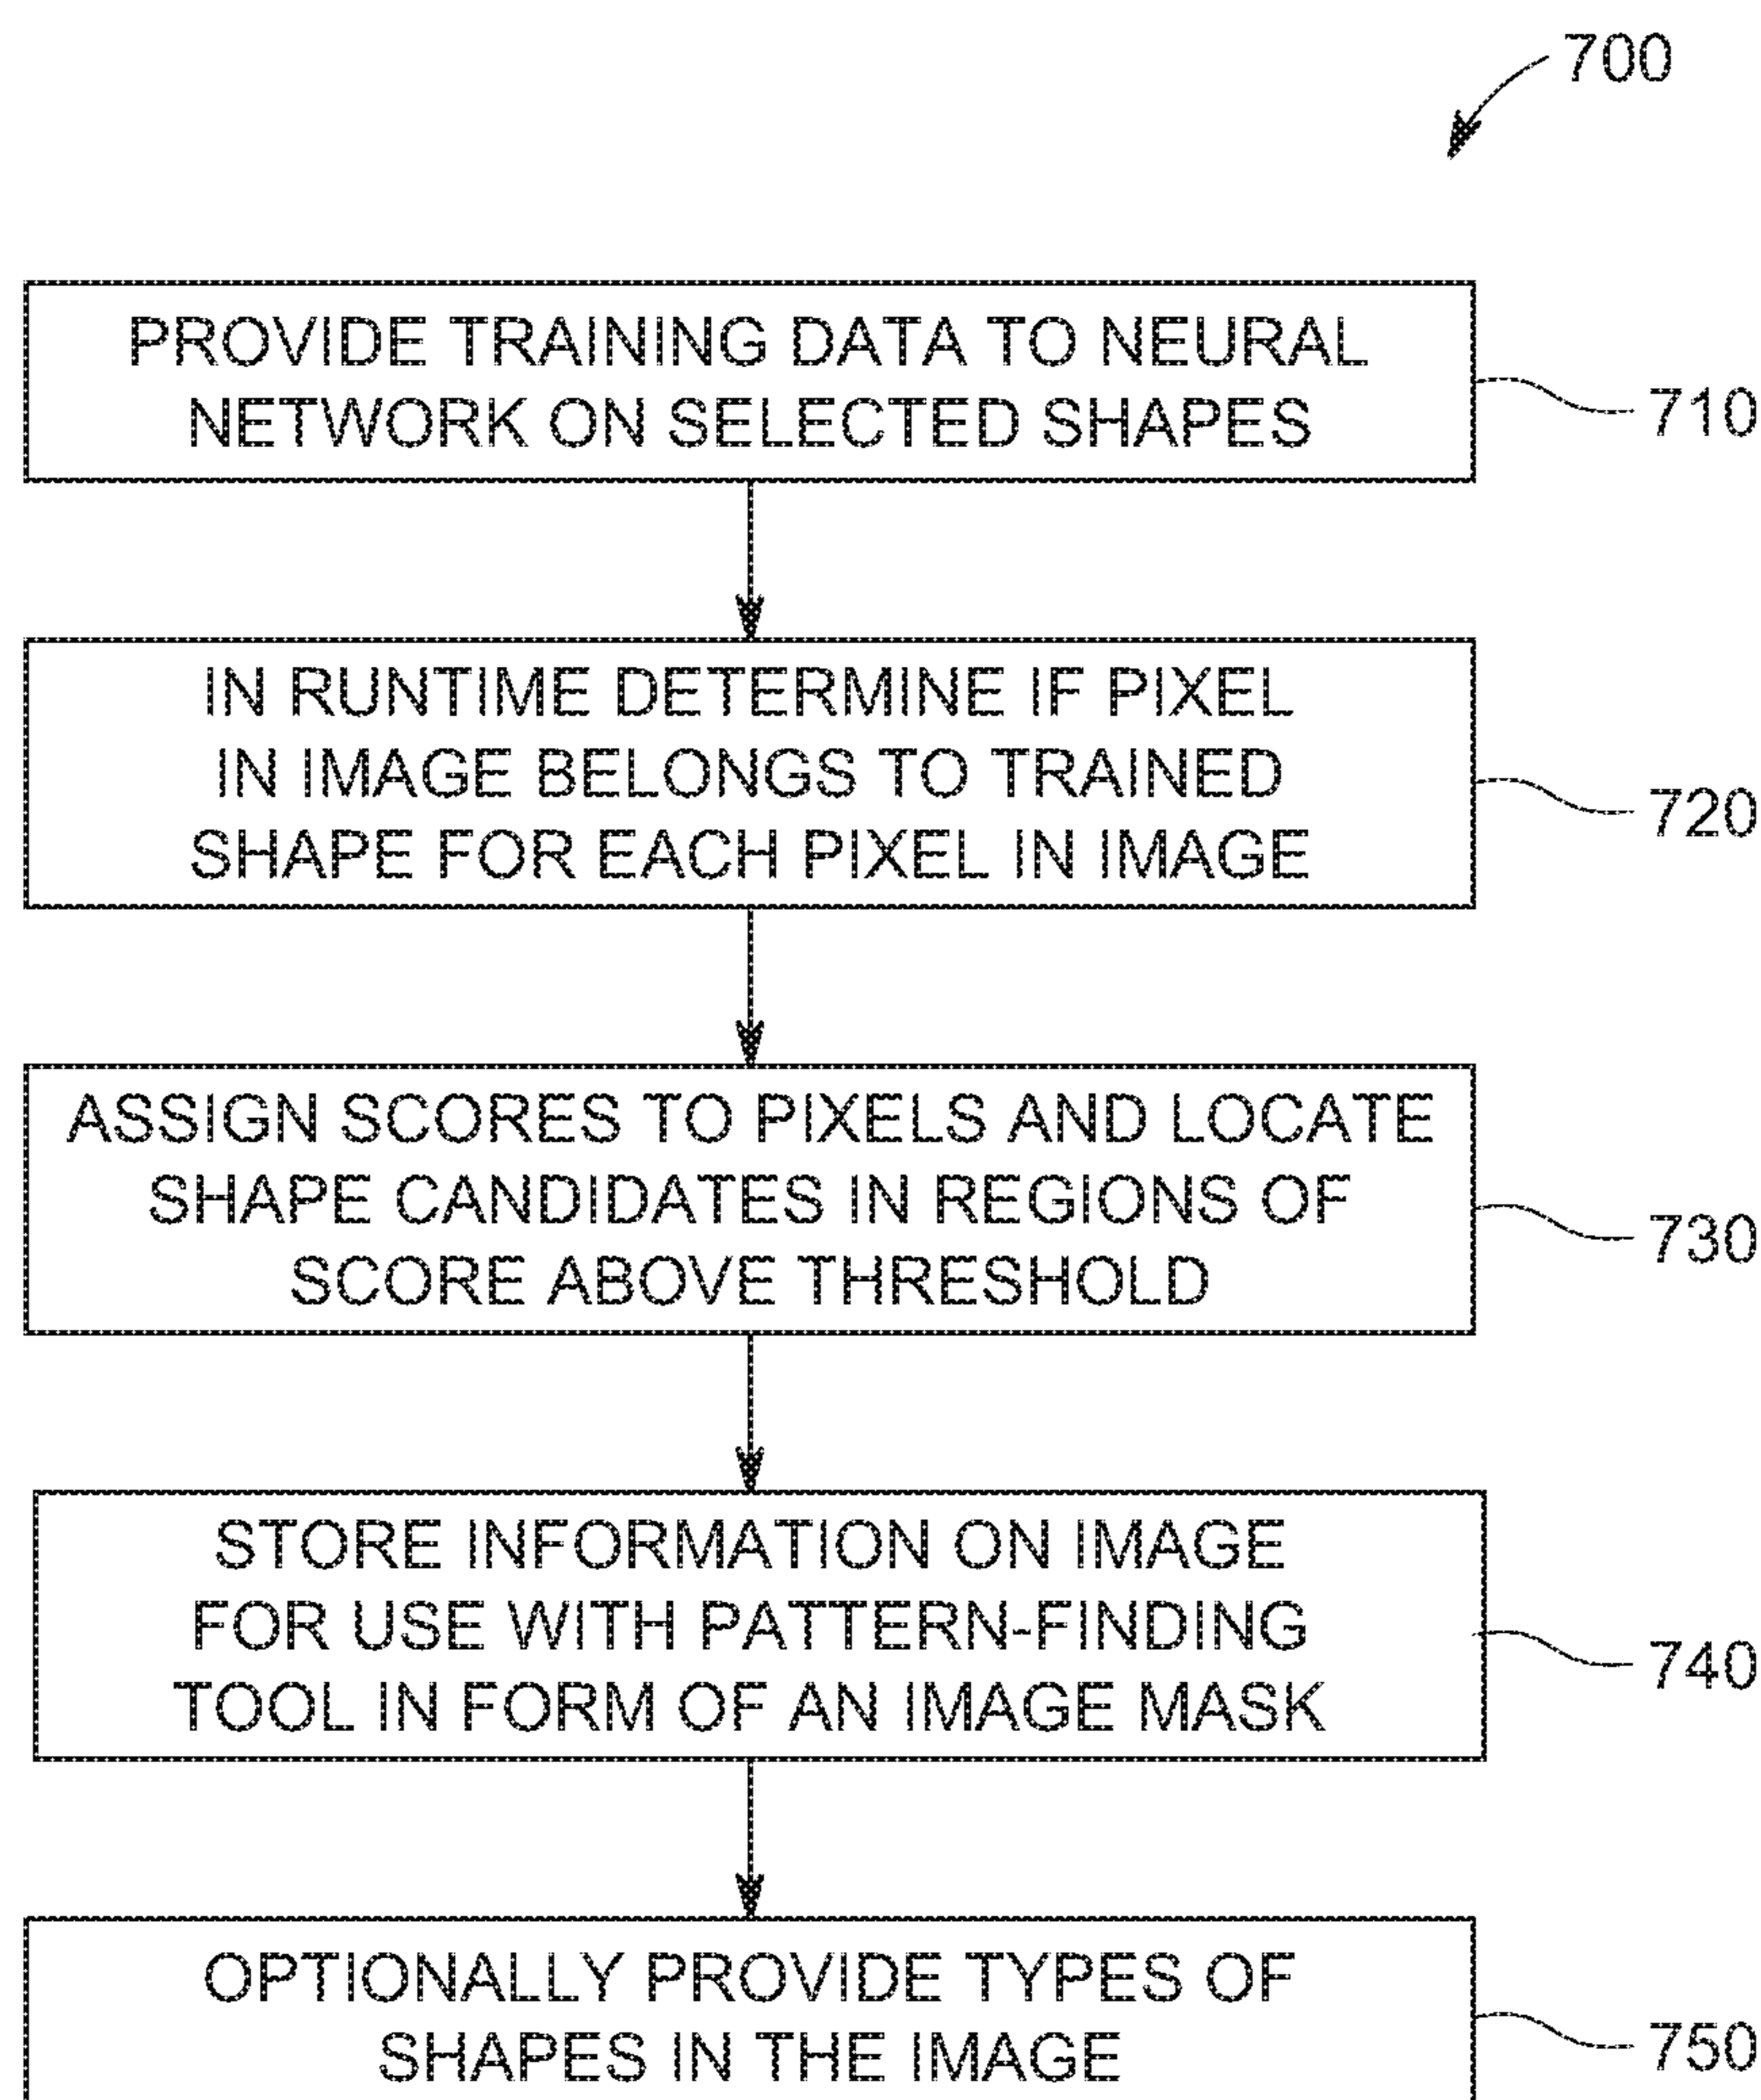 700
PROVIDE TRAINING DATA TO NEURAL
NETWORK ON SELECTED SHAPES
710
IN RUNTIME DETERMINE IF PIXEL
IN IMAGE BELONGS TO TRAINED
SHAPE FOR EACH PIXEL IN IMAGE
720
ASSIGN SCORES TO PIXELS AND LOCATE
SHAPE CANDIDATES IN REGIONS OF
SCORE ABOVE THRESHOLD
730
STORE INFORMATION ON IMAGE
FOR USE WITH PATTERN-FINDING
TOOL IN FORM OF AN IMAGE MASK
740
OPTIONALLY PROVIDE TYPES OF
SHAPES IN THE IMAGE
750